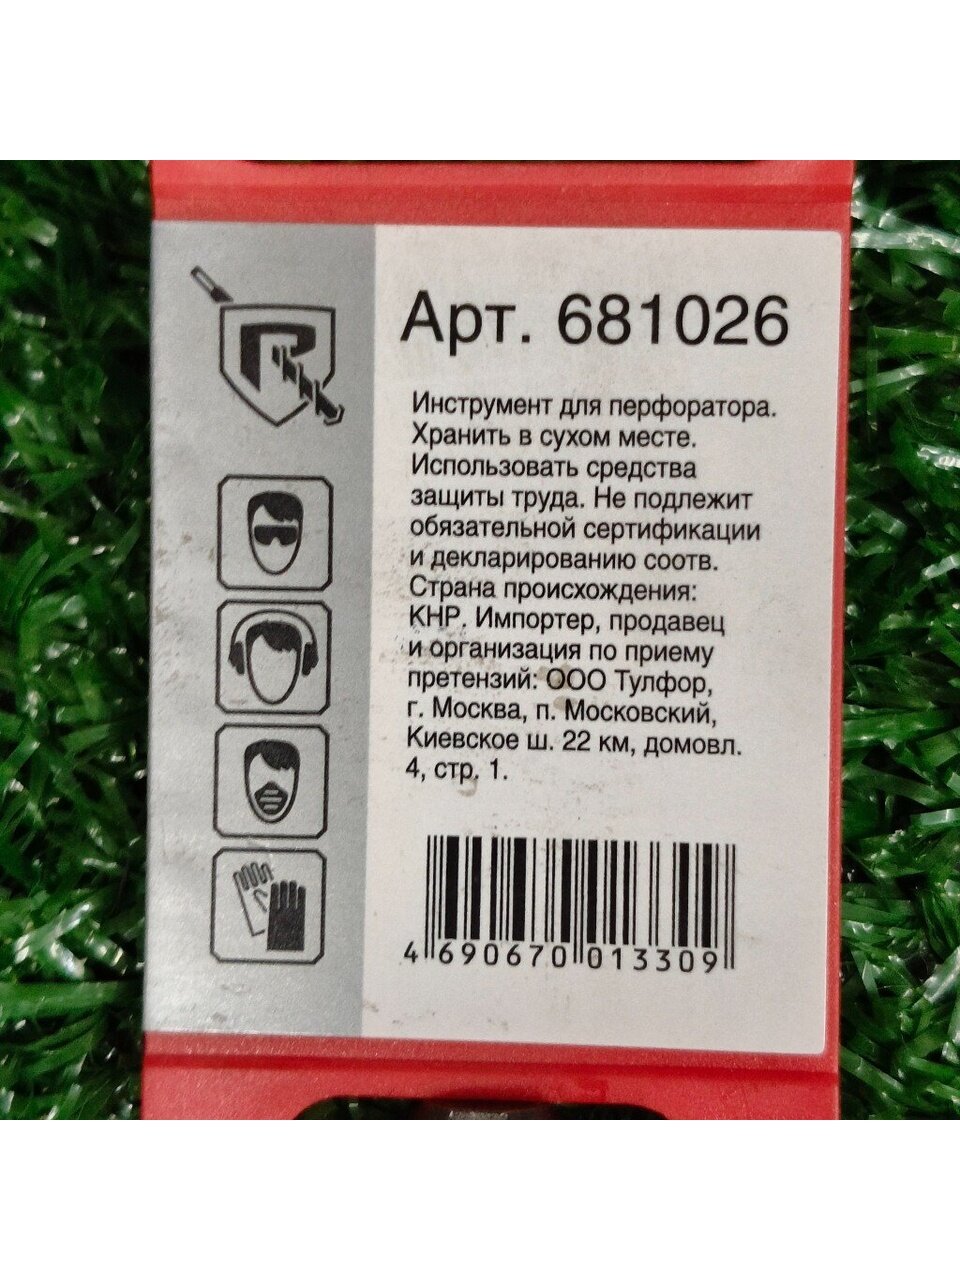 R
Арт. 681026
Инструмент для перфоратора.
Хранить в сухом месте.
Использовать средства
защиты труда. Не подлежит
обязательной сертификации
и декларированию соотв.
Страна происхождения:
КНР. Импортер, продавец
и организация по приему
претензий: ООО Тулфор,
г. Москва, п. Московский,
Киевское ш. 22 км, домовл.
4, стр. 1.
4 690670 013309